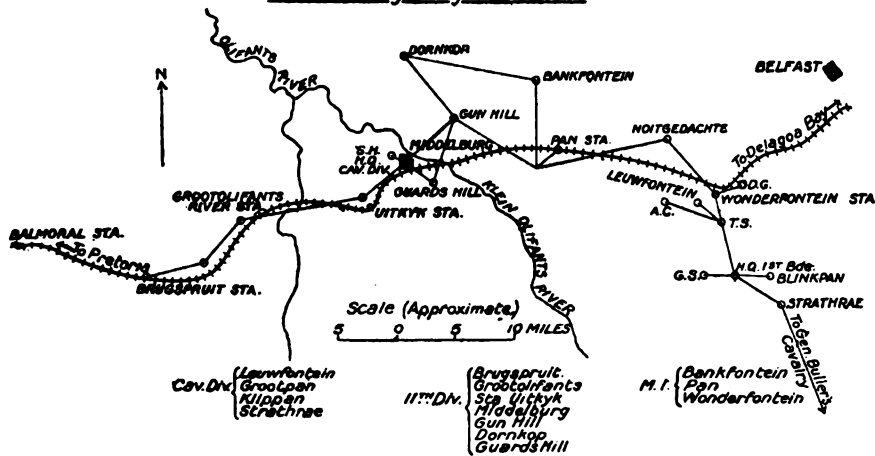 OLIFANTS
RIVER
DORNKOP
BANKFONTEIN
BELFAST
N
GUN HILL
To Delagoa Bay
S.H.
H.Q.
CAV. DIV.
MIDDELBURG
PAN STA.
NOITGEDACHTE
GUARDS HILL
LEUWFONTEIN
D.G.
WONDERFONTEIN STA
GROOTOLIFANTS
RIVER STA.
UITKYK STA.
A.C.
T.S.
BALMORAL STA.
To Pretoria
KLEIN OLIFANTS
RIVER
G.S.
H.Q. 1ST Bde.
BLINKPAN
BRUGSPRUIT STA.
STRATHRAE
Scale (Approximate)
5 0 5 10 MILES
To Gen. Buller's
Cavalry
Cav. Div.
Leuwfontein
Grootpan
Klippan
Strathrae
11TH Div.
Brugspruit.
Grootolifants
Sta Uitkyk
Middelburg
Gun Hill
Dornkop
Guards Hill
M.I.
Bankfontein
Pan
Wonderfontein